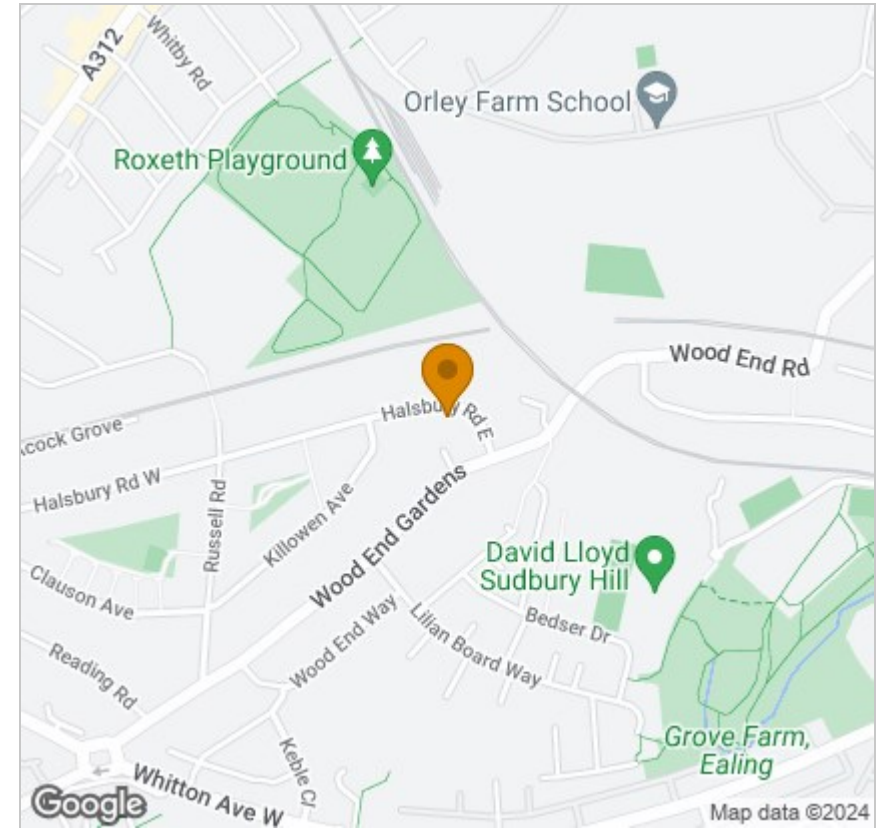 A312
Whitby Rd
Orley Farm School
Roxeth Playground
Wood End Rd
Halsbury Rd E
cock Grove
Halsbury Rd W
Russell Rd
Killowen Ave
Wood End Gardens
David Lloyd
Sudbury Hill
Clauson Ave
Wood End Way
Lilian Board Way
Bedser Dr
Reading Rd
Keble Cl
Grove Farm,
Ealing
Whitton Ave W
Google
Map data ©2024